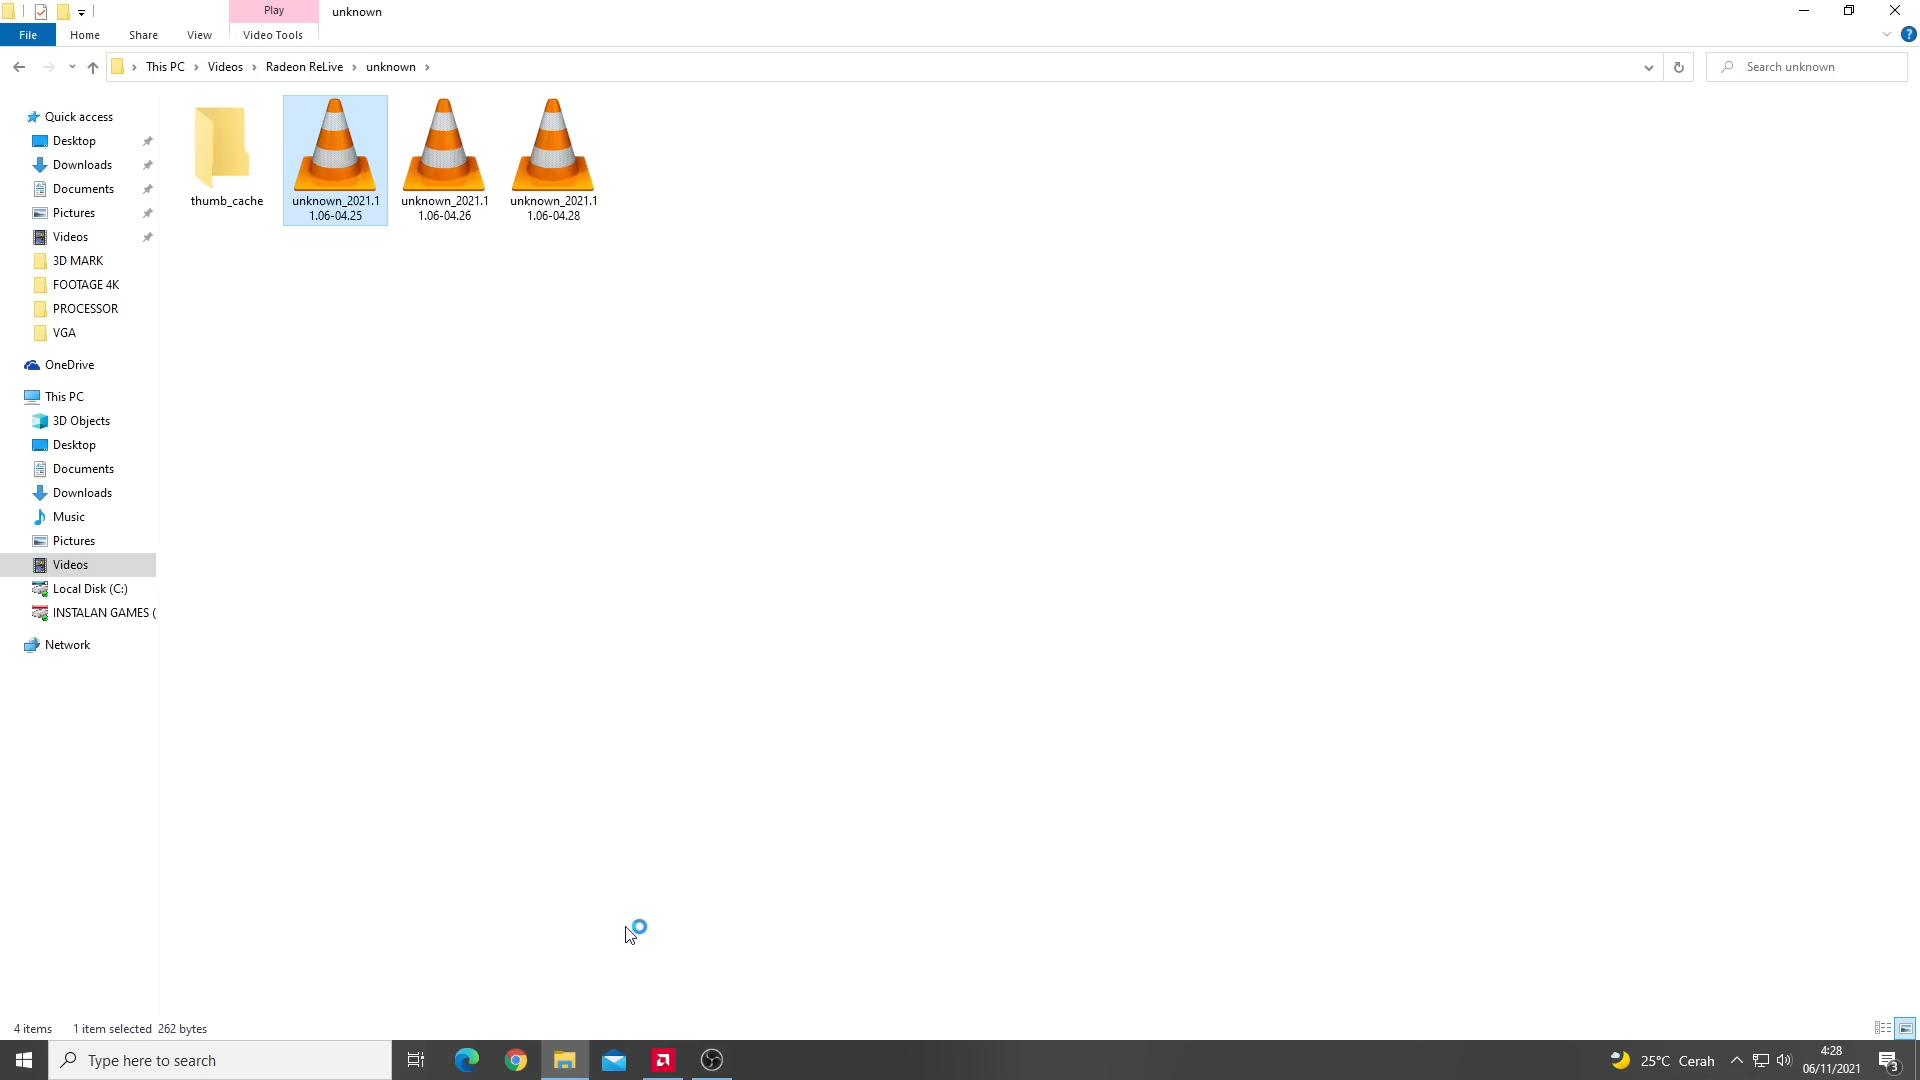 Play
unknown
File
Home
Share
View
Video Tools
This PC
Videos
Radeon ReLive
unknown
Search unknown
Quick access
Desktop
Downloads
Documents
Pictures
Videos
3D MARK
FOOTAGE 4K
PROCESSOR
VGA
OneDrive
This PC
3D Objects
Desktop
Documents
Downloads
Music
Pictures
Videos
Local Disk (C:)
INSTALAN GAMES (
Network
thumb_cache
unknown_2021.1
1.06-04.25
unknown_2021.1
1.06-04.26
unknown_2021.1
1.06-04.28
4 items
1 item selected 262 bytes
Type here to search
25°C Cerah
4:28
06/11/2021
3